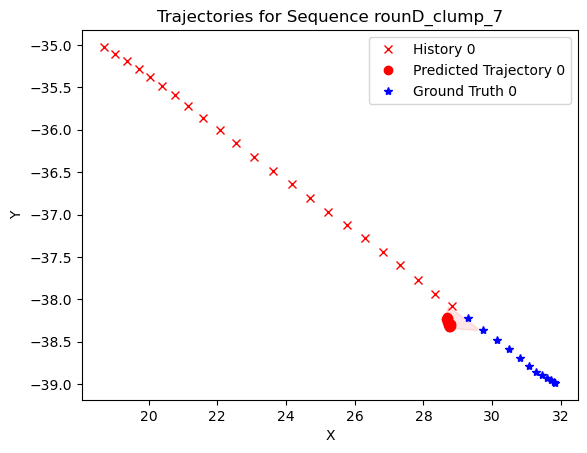 Trajectories for Sequence rounD_clump_7
History 0
Predicted Trajectory 0
Ground Truth 0
−35.0
−35.5
−36.0
−36.5
−37.0
−37.5
−38.0
−38.5
−39.0
Y
20 22 24 26 28 30 32
X